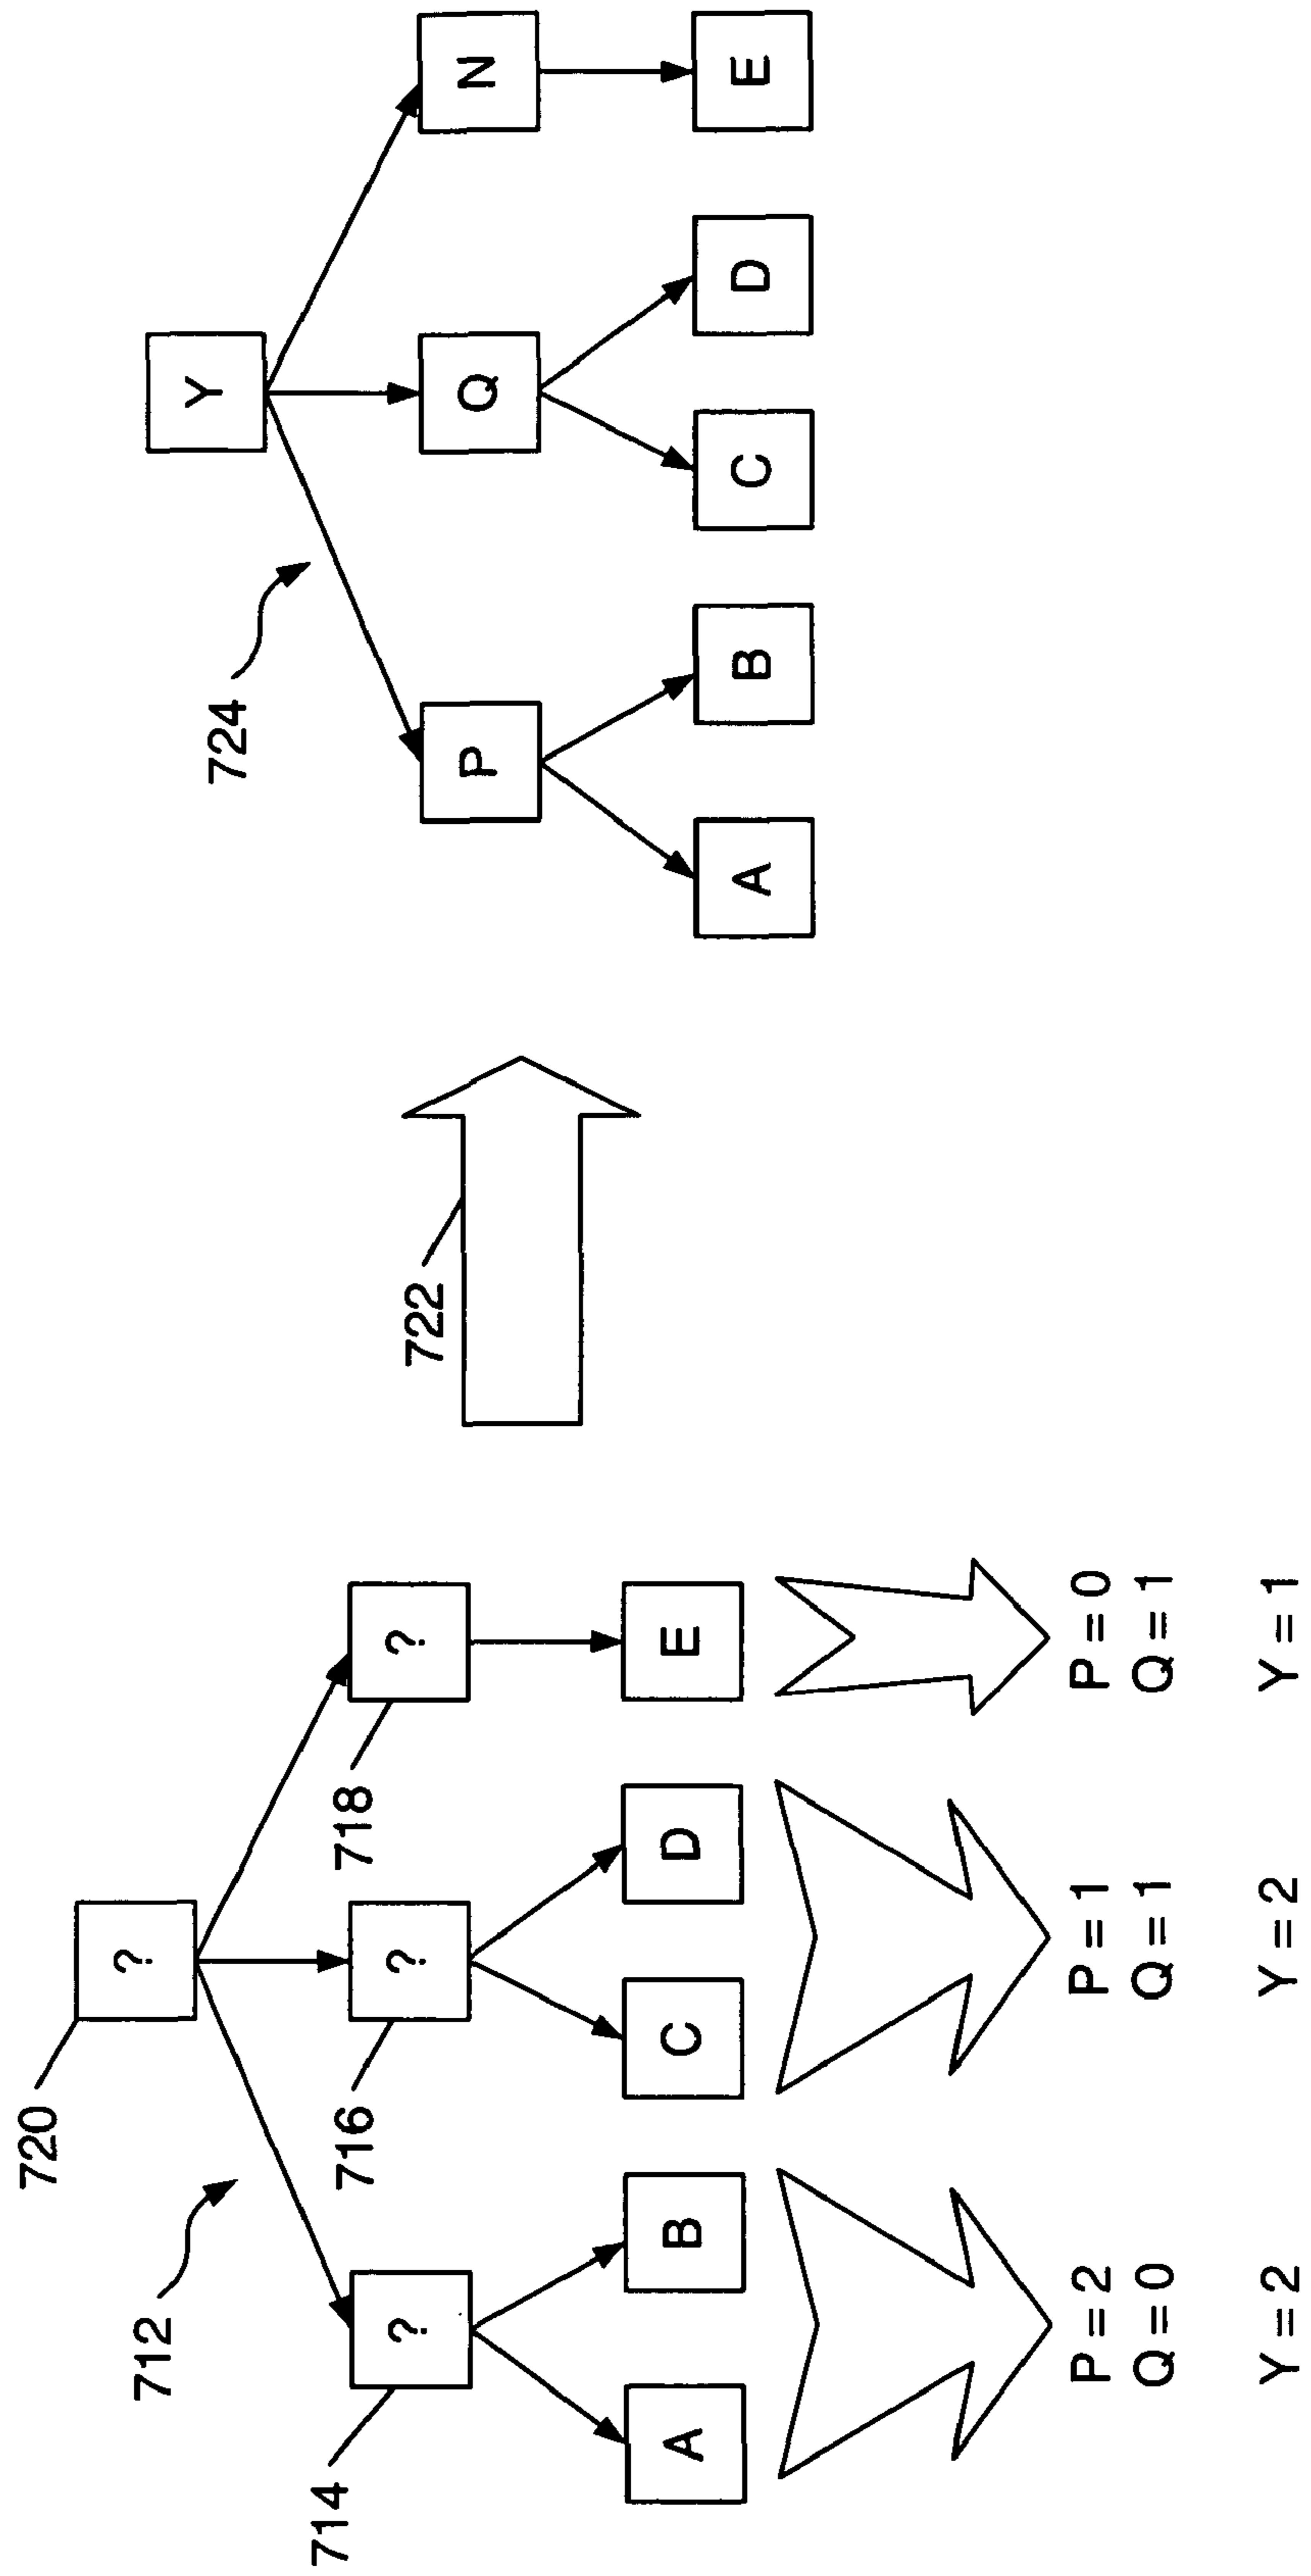 720
?
712
714
?
716
?
718
?
A
B
C
D
E
P = 2
Q = 0
Y = 2
P = 1
Q = 1
Y = 2
P = 0
Q = 1
Y = 1
722
724
Y
P
Q
N
A
B
C
D
E